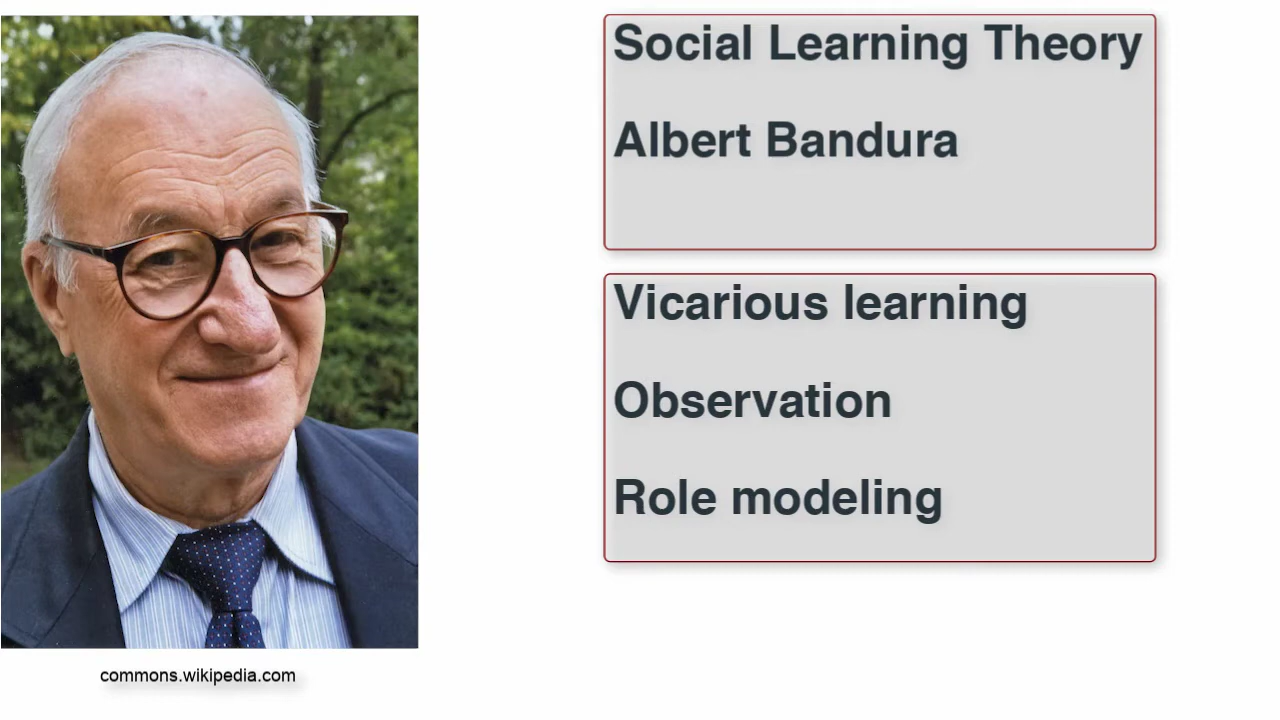 Social Learning Theory
Albert Bandura
Vicarious learning
Observation
Role modeling
commons.wikipedia.com